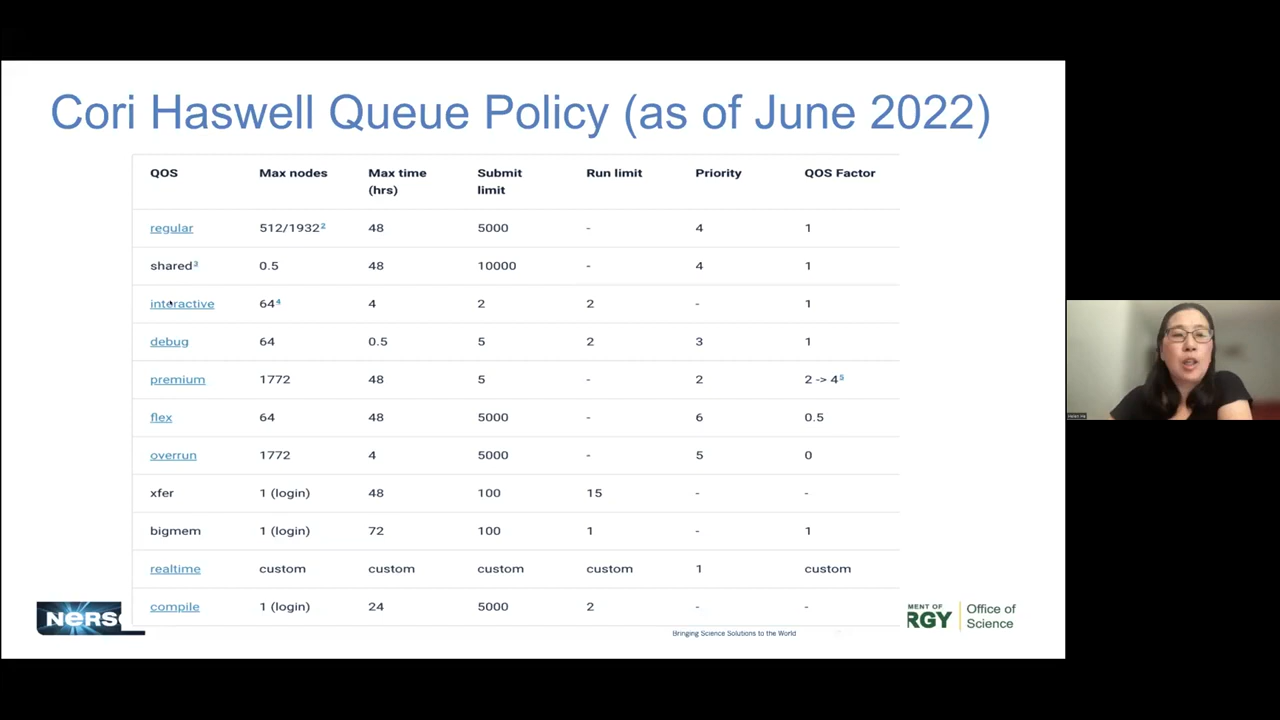 Cori Haswell Queue Policy (as of June 2022)
QOS Max nodes Max time (hrs) Submit limit Run limit Priority QOS Factor
regular 512/1932² 48 5000 - 4 1
shared³ 0.5 48 10000 - 4 1
interactive 64⁴ 4 2 2 - 1
debug 64 0.5 5 2 3 1
premium 1772 48 5 - 2 2 -> 4⁵
flex 64 48 5000 - 6 0.5
overrun 1772 4 5000 - 5 0
xfer 1 (login) 48 100 15 - -
bigmem 1 (login) 72 100 1 - 1
realtime custom custom custom custom 1 custom
compile 1 (login) 24 5000 2 - -
NERSC
Bringing Science Solutions to the World
MENT OF
RGY
Office of
Science